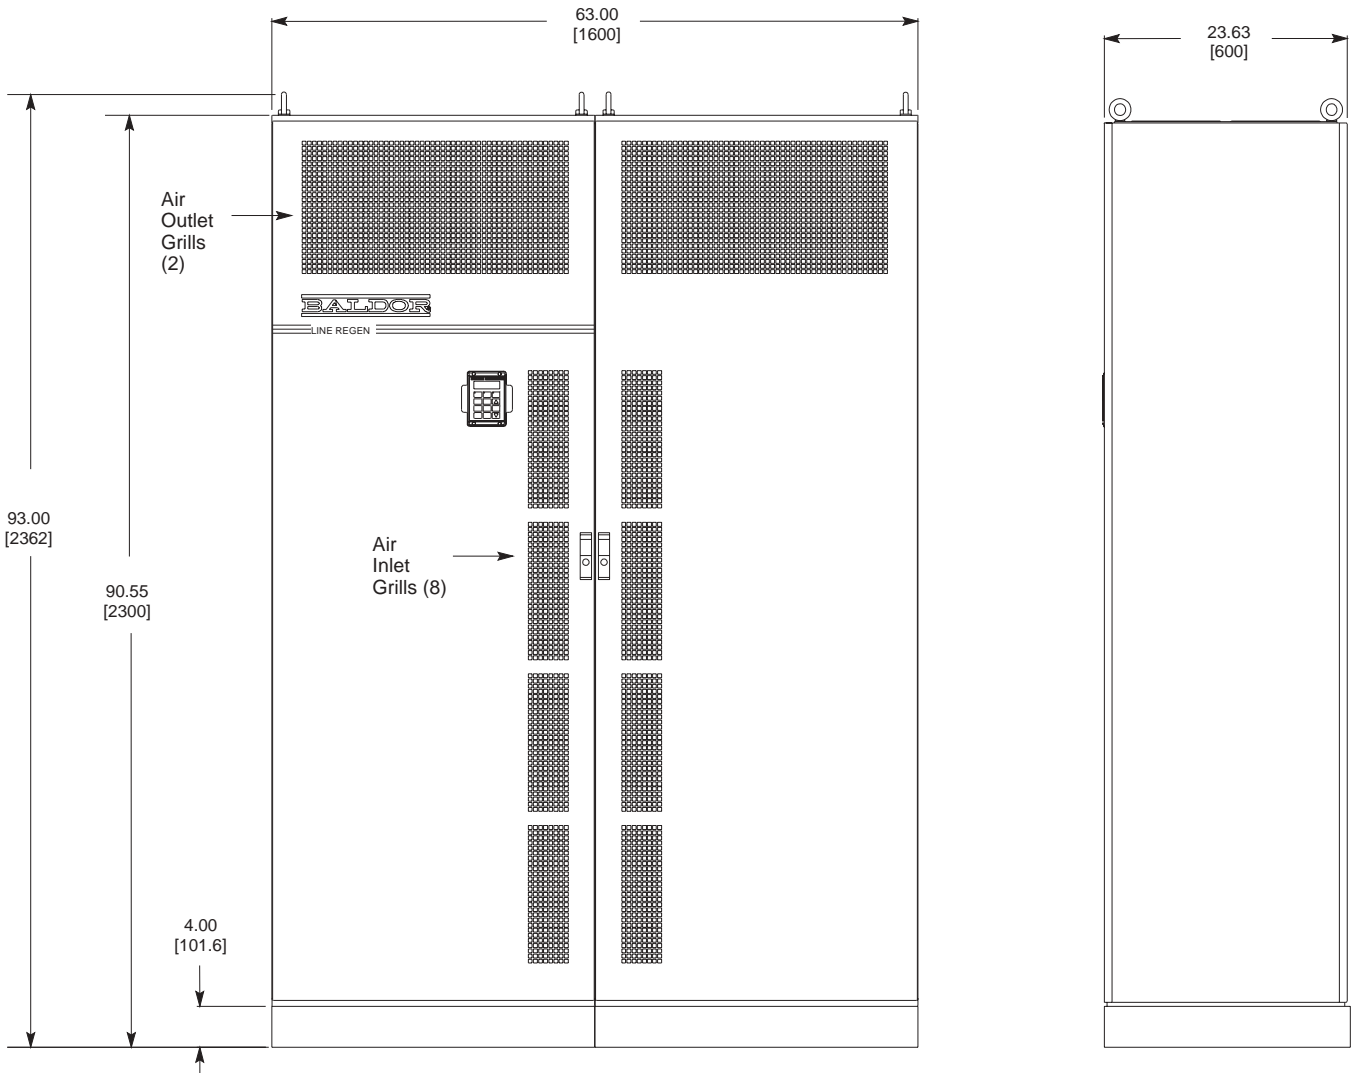 63.00
[1600]
23.63
[600]
Air
Outlet
Grills
(2)
BALDOR
LINE REGEN
93.00
[2362]
Air
Inlet
Grills (8)
90.55
[2300]
4.00
[101.6]